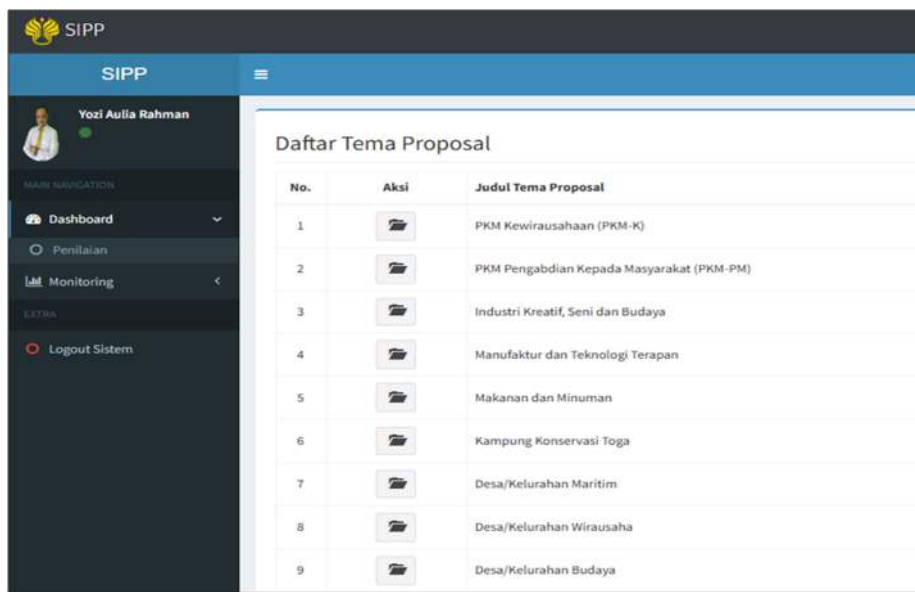 SIPP
SIPP
Yozi Aulia Rahman
MAIN NAVIGATION
Dashboard
Penilaian
Monitoring
EXTRA
Logout Sistem
Daftar Tema Proposal
No. Aksi Judul Tema Proposal
1 PKM Kewirausahaan (PKM-K)
2 PKM Pengabdian Kepada Masyarakat (PKM-PM)
3 Industri Kreatif, Seni dan Budaya
4 Manufaktur dan Teknologi Terapan
5 Makanan dan Minuman
6 Kampung Konservasi Toga
7 Desa/Kelurahan Maritim
8 Desa/Kelurahan Wirausaha
9 Desa/Kelurahan Budaya